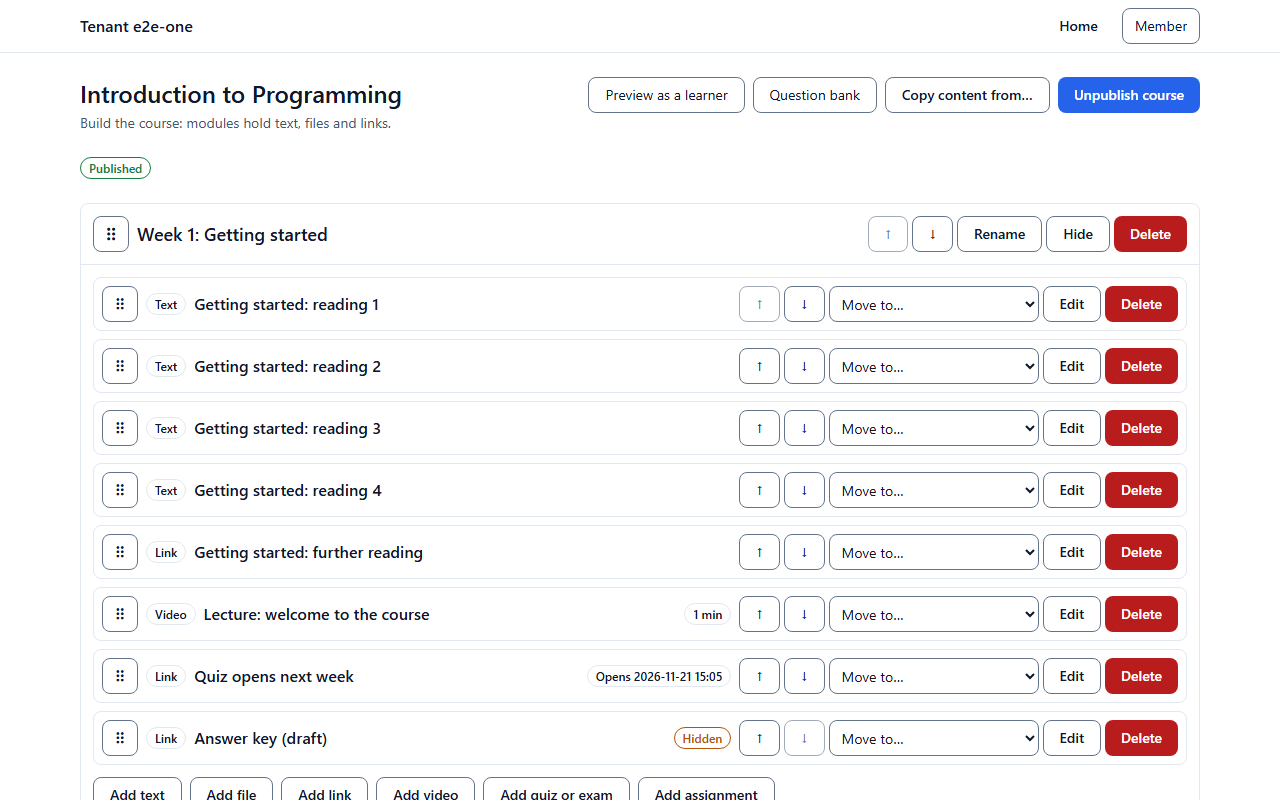 Tenant e2e-one Home Member
Introduction to Programming Preview as a learner Question bank Copy content from... Unpublish course
Build the course: modules hold text, files and links.
Published
Week 1: Getting started ↑ ↓ Rename Hide Delete
Text Getting started: reading 1 ↑ ↓ Move to... Edit Delete
Text Getting started: reading 2 ↑ ↓ Move to... Edit Delete
Text Getting started: reading 3 ↑ ↓ Move to... Edit Delete
Text Getting started: reading 4 ↑ ↓ Move to... Edit Delete
Link Getting started: further reading ↑ ↓ Move to... Edit Delete
Video Lecture: welcome to the course 1 min ↑ ↓ Move to... Edit Delete
Link Quiz opens next week Opens 2026-11-21 15:05 ↑ ↓ Move to... Edit Delete
Link Answer key (draft) Hidden ↑ ↓ Move to... Edit Delete
Add text Add file Add link Add video Add quiz or exam Add assignment